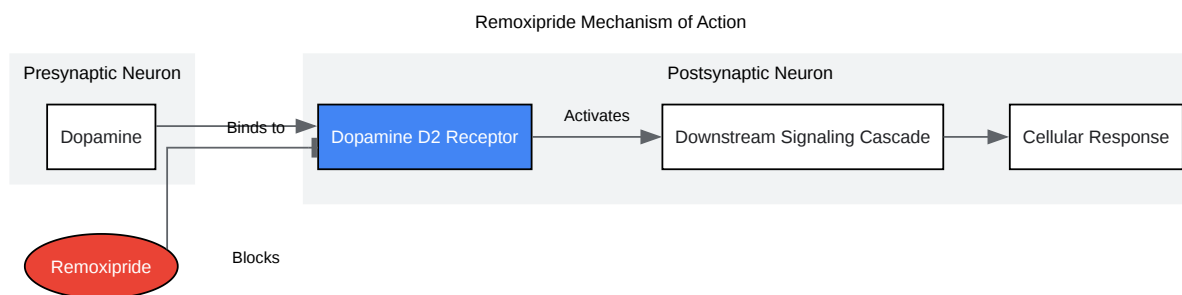 Remoxipride Mechanism of Action
Presynaptic Neuron
Postsynaptic Neuron
Dopamine
Binds to
Dopamine D2 Receptor
Activates
Downstream Signaling Cascade
Cellular Response
Remoxipride
Blocks